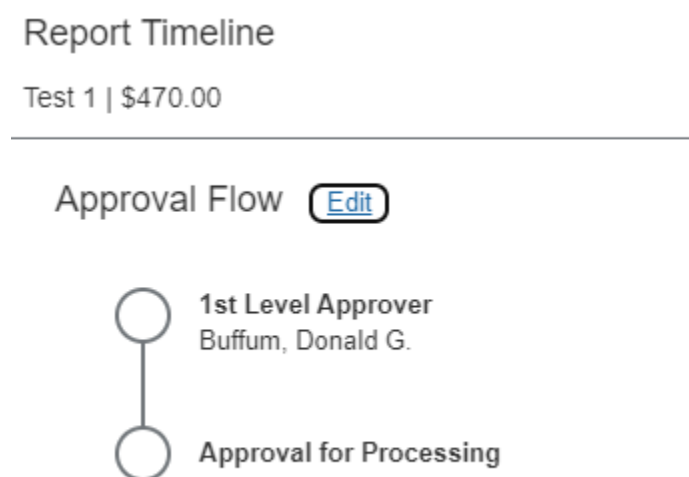 Report Timeline
Test 1 | $470.00
Approval Flow Edit
1st Level Approver
Buffum, Donald G.
Approval for Processing